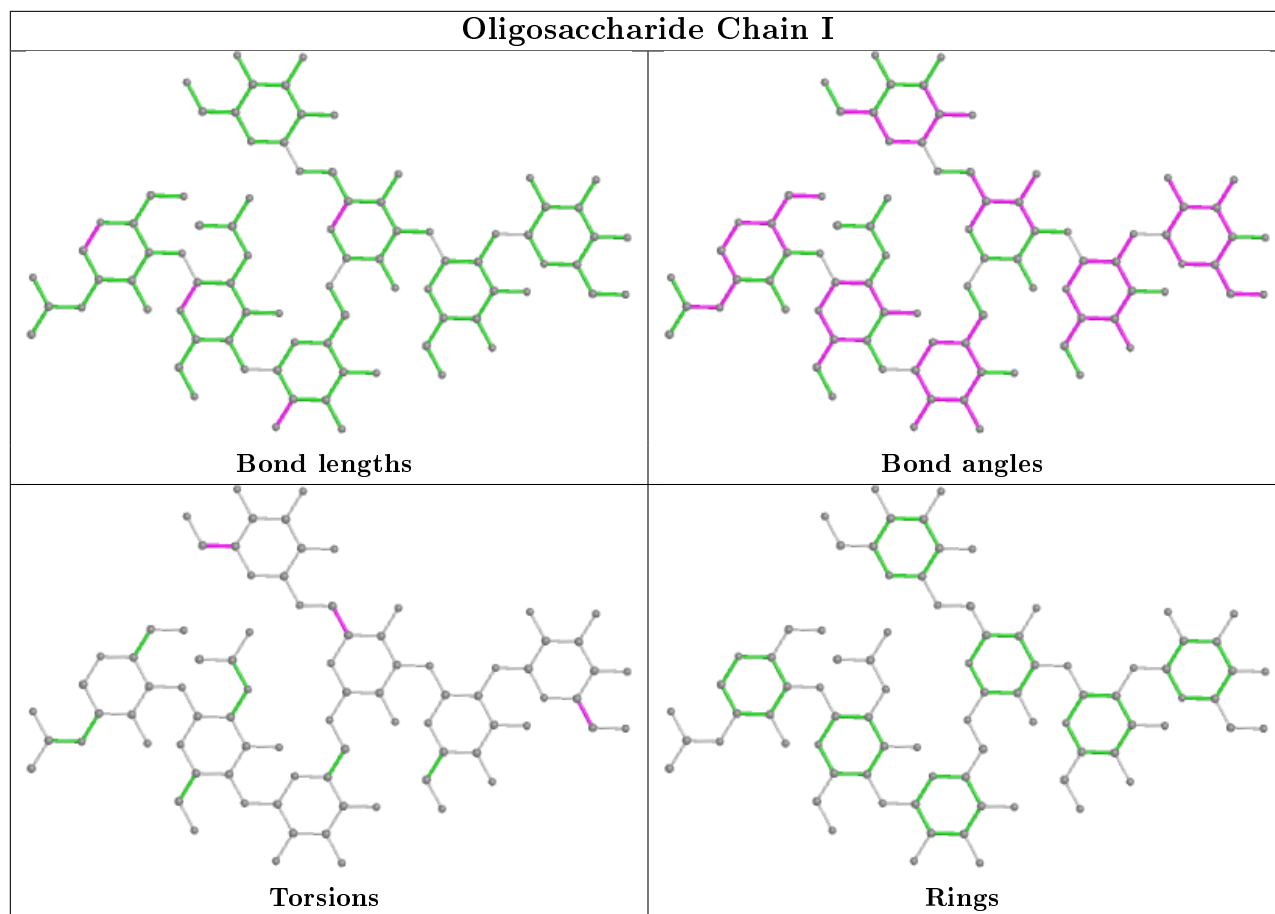 Oligosaccharide Chain I
Bond lengths
Bond angles
Torsions
Rings